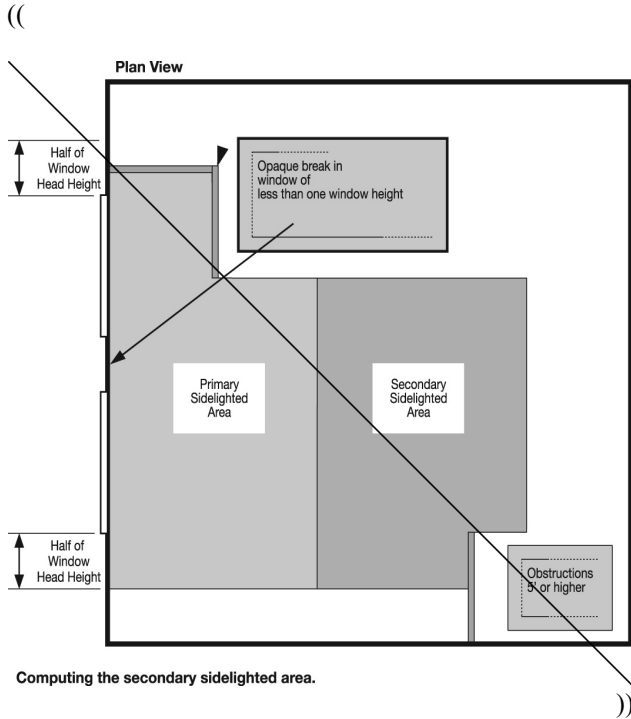 ((
Plan View
Half of
Window
Head Height
Opaque break in
window of
less than one window height
Primary
Sidelighted
Area
Secondary
Sidelighted
Area
Half of
Window
Head Height
Obstructions
5' or higher
Computing the secondary sidelighted area.
))